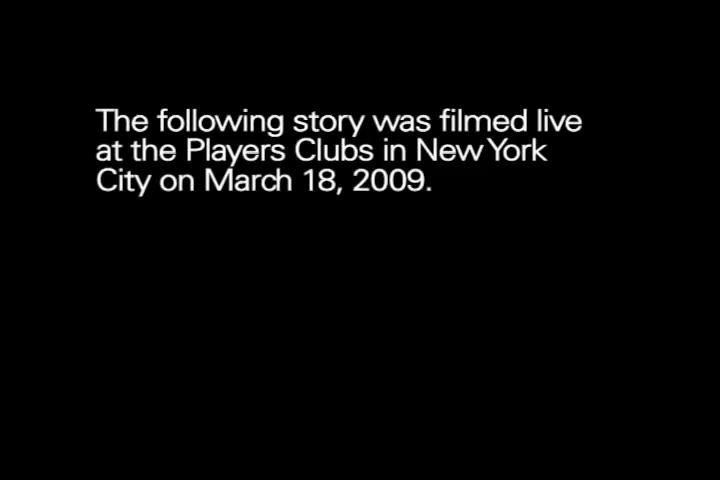 The following story was filmed live
at the Players Clubs in New York
City on March 18, 2009.